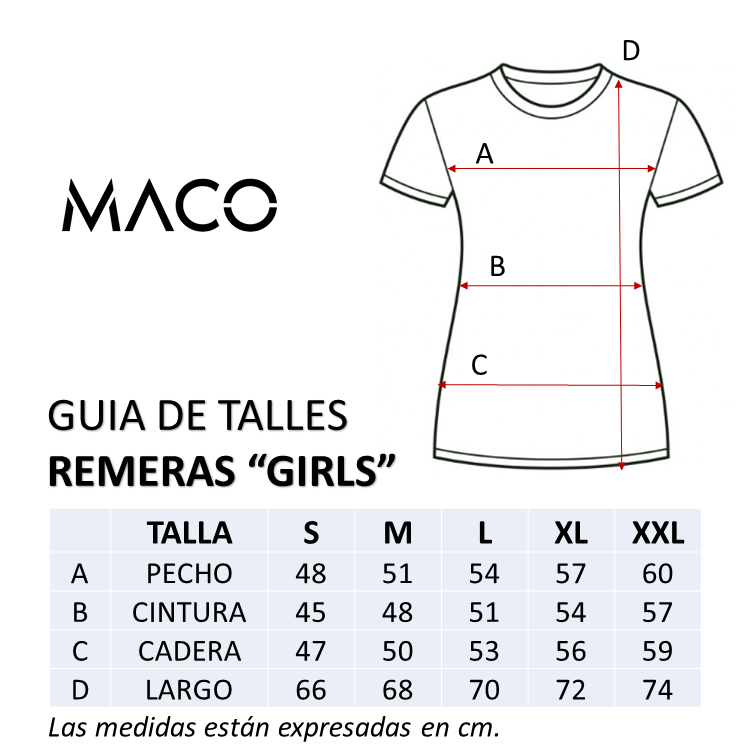 D
A
MACO
B
C
GUIA DE TALLES
REMERAS “GIRLS”
TALLA S M L XL XXL
A PECHO 48 51 54 57 60
B CINTURA 45 48 51 54 57
C CADERA 47 50 53 56 59
D LARGO 66 68 70 72 74
Las medidas están expresadas en cm.